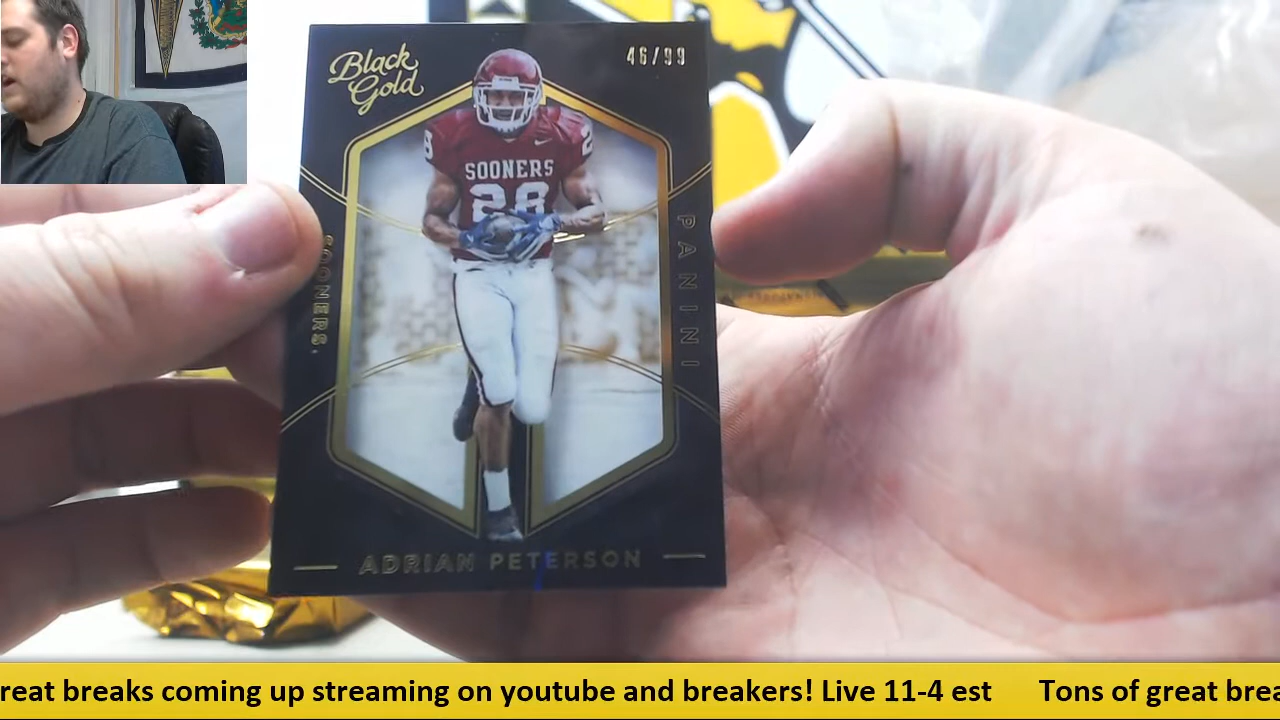 Black
Gold
46/99
SOONERS
28
SOONERS.
PANINI
ADRIAN PETERSON
reat breaks coming up streaming on youtube and breakers! Live 11-4 est Tons of great brea